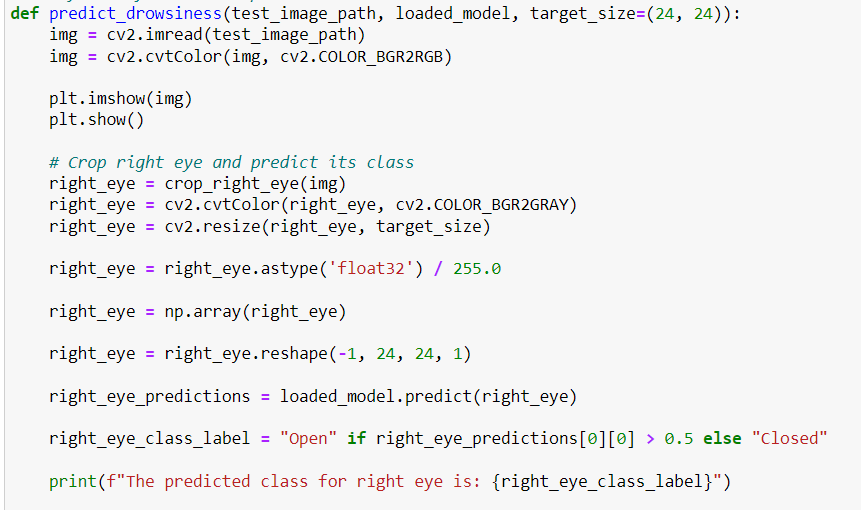 def predict_drowsiness(test_image_path, loaded_model, target_size=(24, 24)):
    img = cv2.imread(test_image_path)
    img = cv2.cvtColor(img, cv2.COLOR_BGR2RGB)

    plt.imshow(img)
    plt.show()

    # Crop right eye and predict its class
    right_eye = crop_right_eye(img)
    right_eye = cv2.cvtColor(right_eye, cv2.COLOR_BGR2GRAY)
    right_eye = cv2.resize(right_eye, target_size)

    right_eye = right_eye.astype('float32') / 255.0

    right_eye = np.array(right_eye)

    right_eye = right_eye.reshape(-1, 24, 24, 1)

    right_eye_predictions = loaded_model.predict(right_eye)

    right_eye_class_label = "Open" if right_eye_predictions[0][0] > 0.5 else "Closed"

    print(f"The predicted class for right eye is: {right_eye_class_label}")